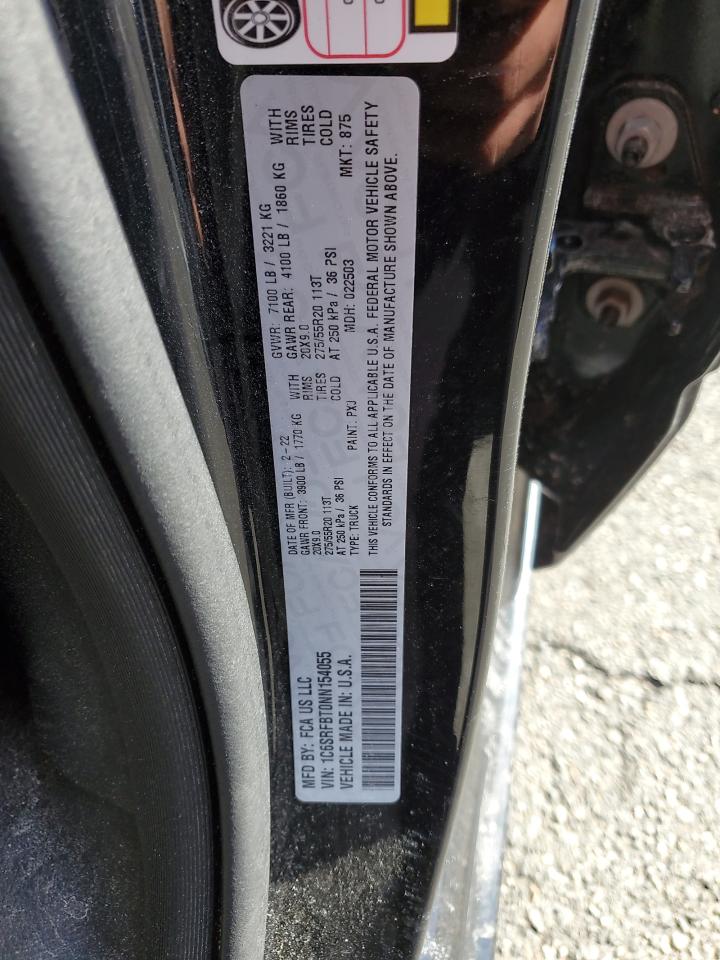 MFD BY: FCA US LLC
VIN: 1C6SRFBT0NN154055
VEHICLE MADE IN: U.S.A.
DATE OF MFR (BUILT): 2-22
GAWR FRONT: 3900 LB / 1770 KG WITH
20X9.0 RIMS
275/55R20 113T TIRES
AT 250 kPa / 36 PSI COLD
TYPE: TRUCK PAINT: PXJ
GVWR: 7100 LB / 3221 KG
GAWR REAR: 4100 LB / 1860 KG WITH
20X9.0 RIMS
275/55R20 113T TIRES
AT 250 kPa / 36 PSI COLD
MDH: 022503 MKT: 875
THIS VEHICLE CONFORMS TO ALL APPLICABLE U.S.A. FEDERAL MOTOR VEHICLE SAFETY
STANDARDS IN EFFECT ON THE DATE OF MANUFACTURE SHOWN ABOVE.